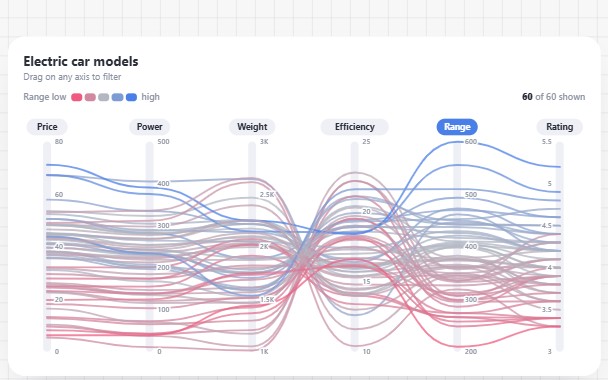 Electric car models
Drag on any axis to filter
Range low high 60 of 60 shown
Price Power Weight Efficiency Range Rating
80 500 3K 25 600 5.5
400 5
60 2.5K 500
300 20 4.5
40 2K 400
200 4
15
20 1.5K 300
100 3.5
0 0 1K 10 200 3